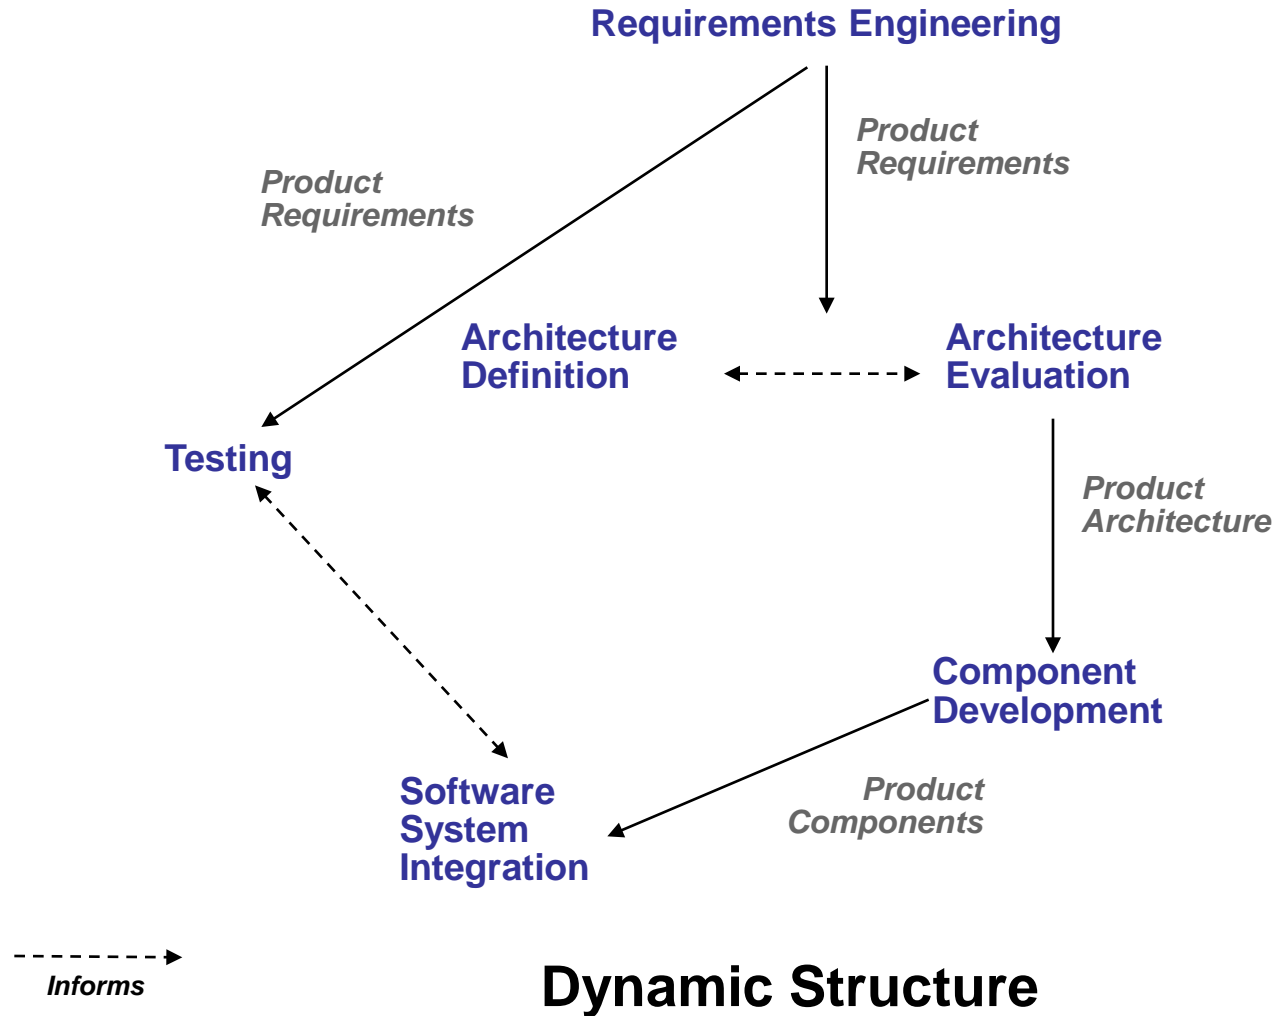 Requirements Engineering
Product
Requirements
Product
Requirements
Architecture
Definition
Architecture
Evaluation
Testing
Product
Architecture
Component
Development
Software
System
Integration
Product
Components
Informs
Dynamic Structure